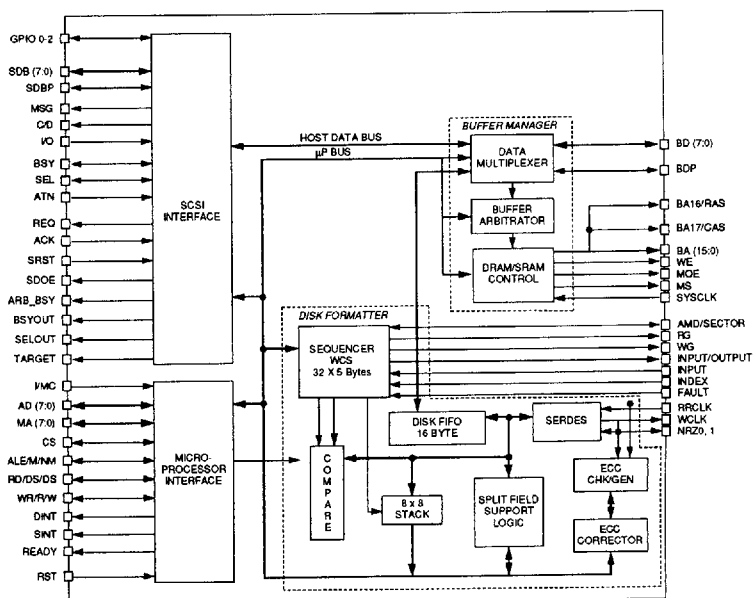 GPIO 0-2
SDB (7:0)
SDBP
MSG
C/D
I/O
BSY
SEL
ATN
REQ
ACK
SRST
SDOE
ARB_BSY
BSYOUT
SELOUT
TARGET
I/MC
AD (7:0)
MA (7:0)
CS
ALE/M/NM
RD/DS/DS
WR/R/W
DINT
SINT
READY
RST
SCSI
INTERFACE
MICRO-
PROCESSOR
INTERFACE
HOST DATA BUS
µP BUS
BUFFER MANAGER
DATA
MULTIPLEXER
BUFFER
ARBITRATOR
DRAM/SRAM
CONTROL
DISK FORMATTER
SEQUENCER
WCS
32 X 5 Bytes
DISK FIFO
16 BYTE
SERDES
COMPARE
8 x 8
STACK
SPLIT FIELD
SUPPORT
LOGIC
ECC
CHK/GEN
ECC
CORRECTOR
BD (7:0)
BDP
BA16/RAS
BA17/CAS
BA (15:0)
WE
MOE
MS
SYSCLK
AMD/SECTOR
RG
WG
INPUT/OUTPUT
INPUT
INDEX
FAULT
RRCLK
WCLK
NRZ0, 1